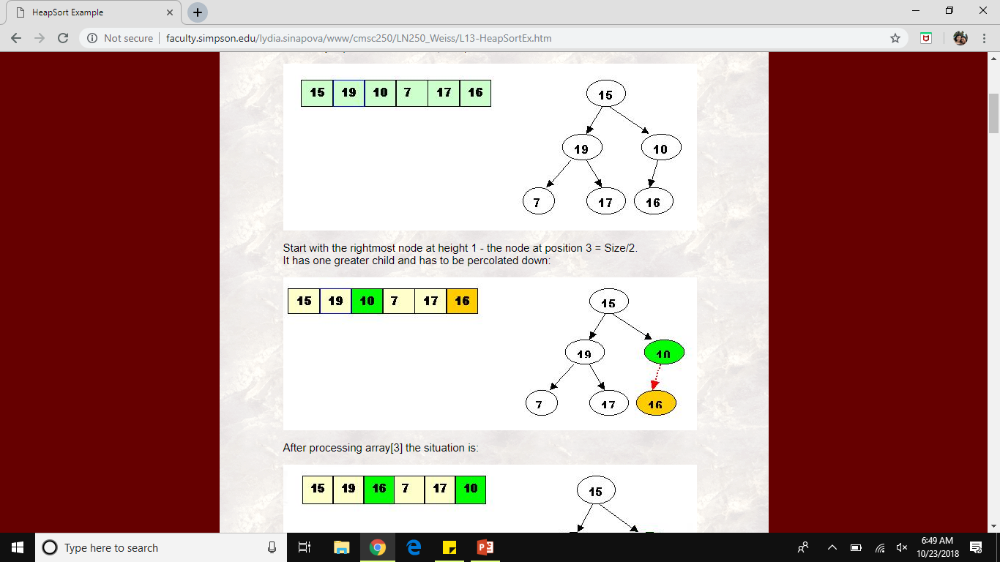 HeapSort Example
Not secure | faculty.simpson.edu/lydia.sinapova/www/cmsc250/LN250_Weiss/L13-HeapSortEx.htm
15 19 10 7 17 16
15
19 10
7 17 16
Start with the rightmost node at height 1 - the node at position 3 = Size/2.
It has one greater child and has to be percolated down:
15 19 10 7 17 16
15
19 10
7 17 16
After processing array[3] the situation is:
15 19 16 7 17 10
15
Type here to search
6:49 AM
10/23/2018